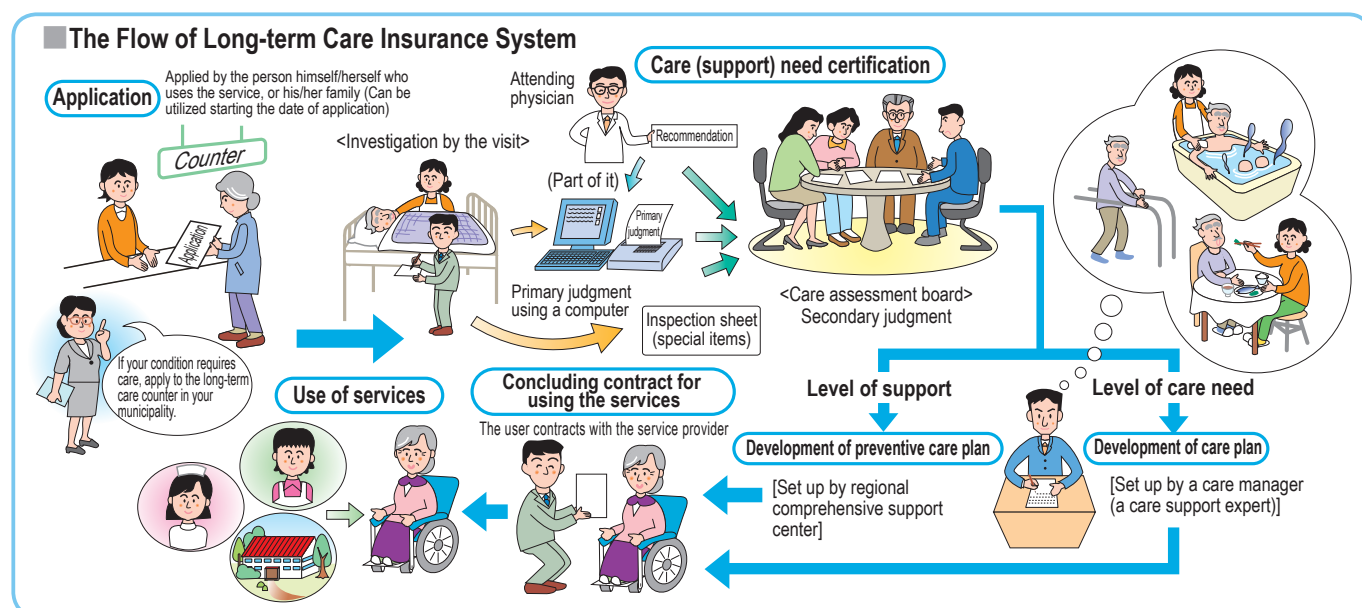 The Flow of Long-term Care Insurance System
Application
Applied by the person himself/herself who
uses the service, or his/her family (Can be
utilized starting the date of application)
Counter
Application
If your condition requires
care, apply to the long-term
care counter in your
municipality.
<Investigation by the visit>
Attending
physician
Recommendation
(Part of it)
Primary
judgment
Primary judgment
using a computer
Inspection sheet
(special items)
Care (support) need certification
<Care assessment board>
Secondary judgment
Level of support
Development of preventive care plan
[Set up by regional
comprehensive support
center]
Level of care need
Development of care plan
[Set up by a care manager
(a care support expert)]
Concluding contract for
using the services
The user contracts with the service provider
Use of services